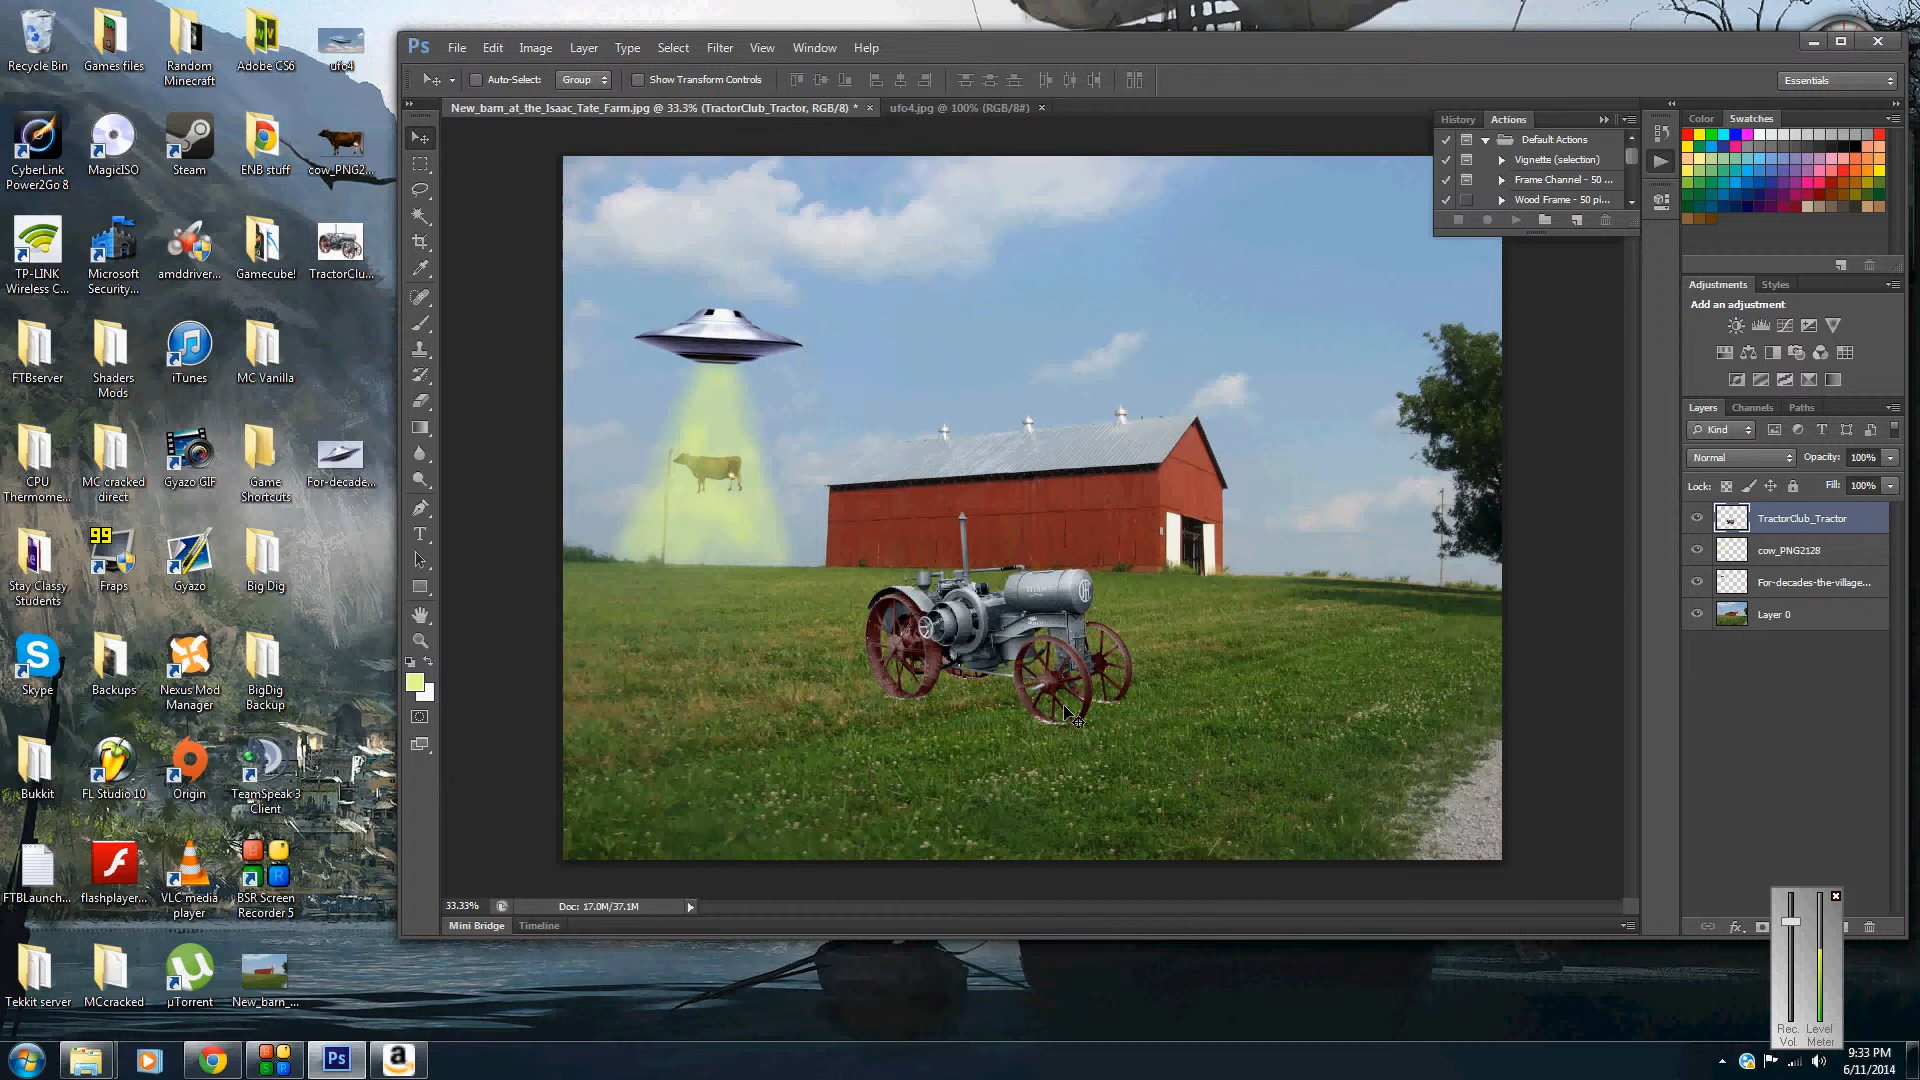 Ps File Edit Image Layer Type Select Filter View Window Help
Auto-Select: Group Show Transform Controls Essentials
New_barn_at_the_Isaac_Tate_Farm.jpg @ 33.3% (TractorClub_Tractor, RGB/8) * × ufo4.jpg @ 100% (RGB/8#) ×
History Actions
Default Actions
Vignette (selection)
Frame Channel - 50 ...
Wood Frame - 50 pi...
Color Swatches
Adjustments Styles
Add an adjustment
Layers Channels Paths
Kind
Normal Opacity: 100%
Lock: Fill: 100%
TractorClub_Tractor
cow_PNG2128
For-decades-the-village...
Layer 0
fx
33.33% Doc: 17.0M/37.1M
Mini Bridge Timeline
Recycle Bin
Games files
Random
Minecraft
Adobe CS6
ufo4
CyberLink
Power2Go 8
MagicISO
Steam
ENB stuff
cow_PNG2...
TP-LINK
Wireless C...
Microsoft
Security...
amddriver...
Gamecube!
TractorClu...
FTBserver
Shaders
Mods
iTunes
MC Vanilla
CPU
Thermome...
MC cracked
direct
Gyazo GIF
Game
Shortcuts
For-decade...
99
Stay Classy
Students
Fraps
Gyazo
Big Dig
Skype
Backups
Nexus Mod
Manager
BigDig
Backup
Bukkit
FL Studio 10
Origin
TeamSpeak 3
Client
FTBLaunch...
flashplayer...
VLC media
player
BSR Screen
Recorder 5
Tekkit server
MCcracked
µTorrent
New_barn_...
Rec. Level
Vol. Meter
Ps
9:33 PM
6/11/2014